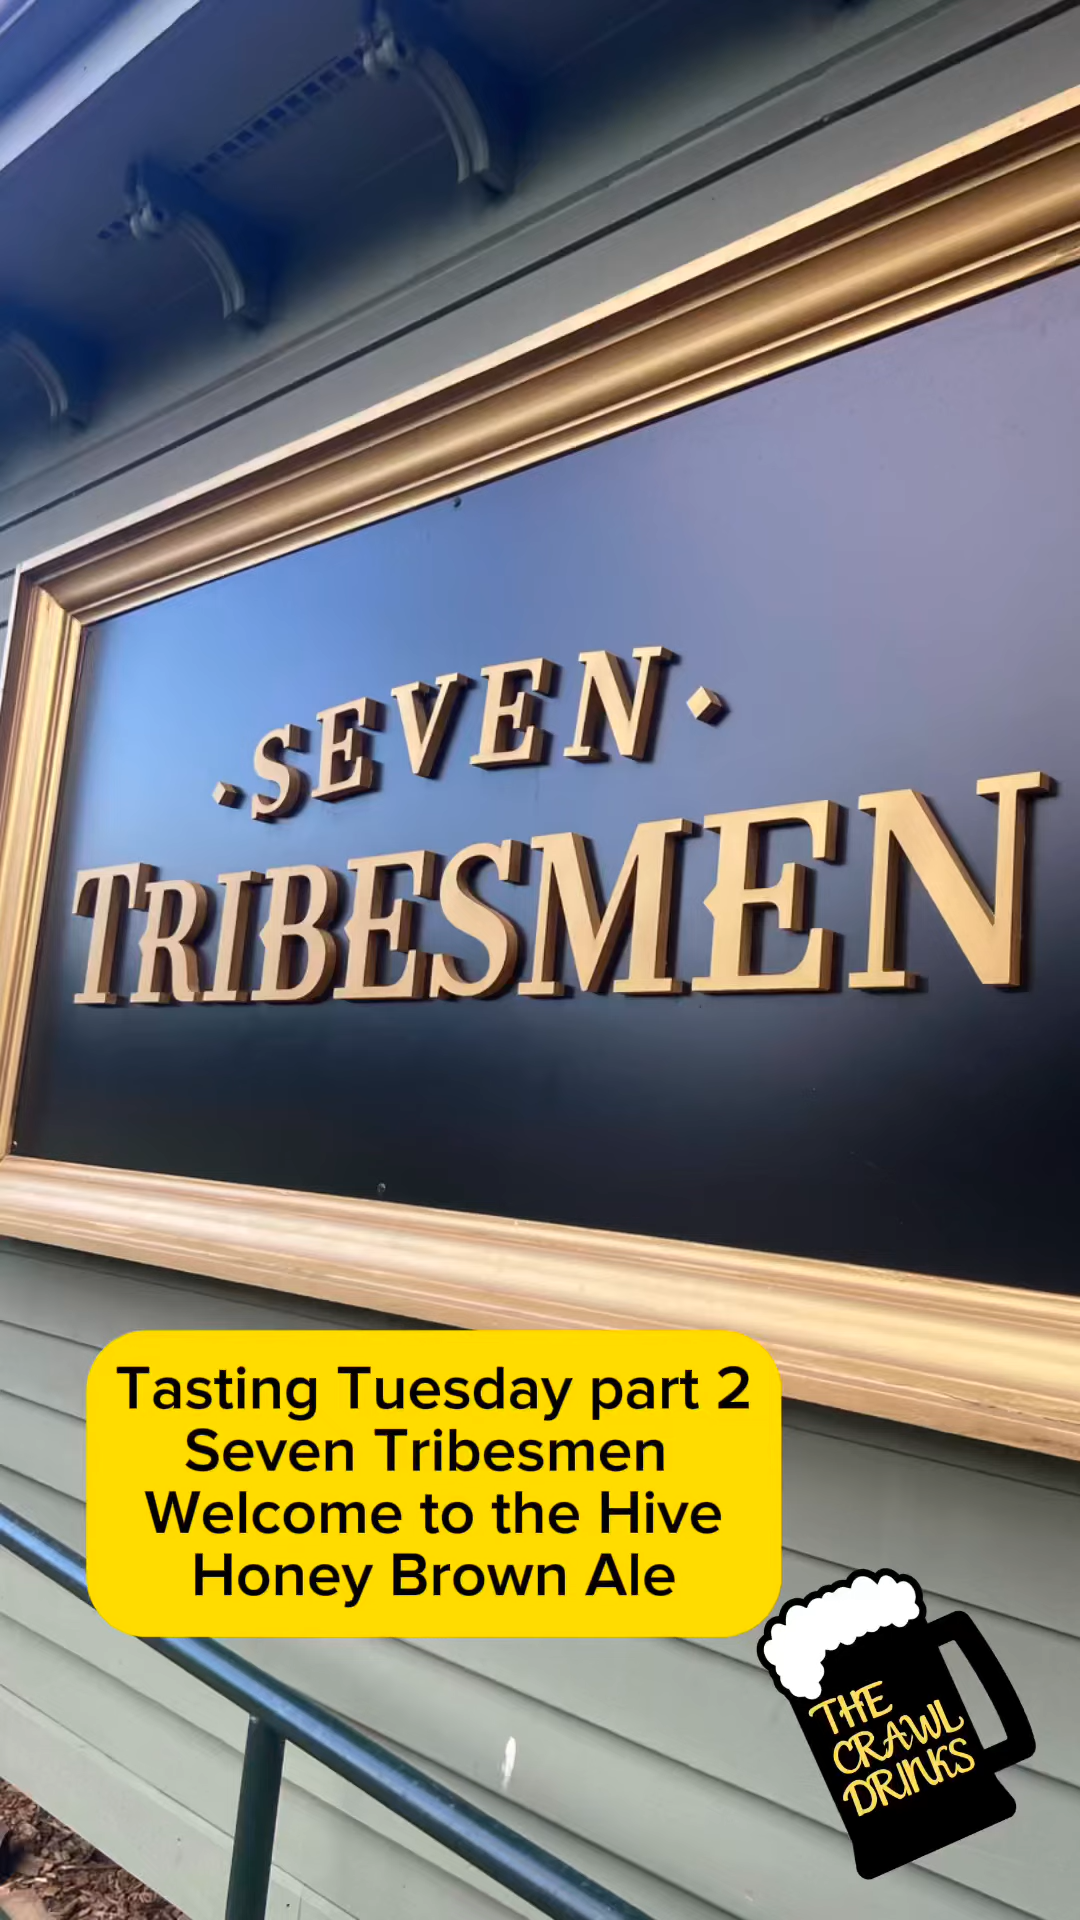 ·SEVEN·
TRIBESMEN
Tasting Tuesday part 2
Seven Tribesmen
Welcome to the Hive
Honey Brown Ale
THE
CRAWL
DRINKS